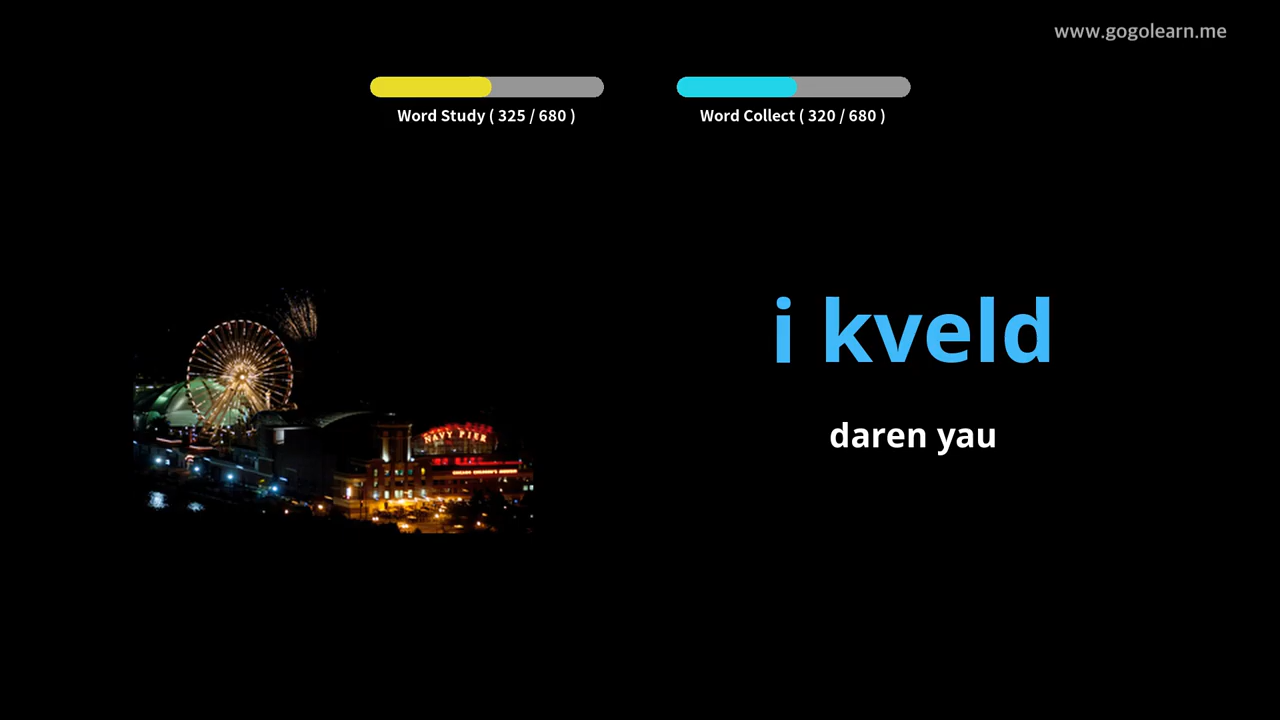 www.gogolearn.me
Word Study ( 325 / 680 )
Word Collect ( 320 / 680 )
i kveld
daren yau
NAVY PIER